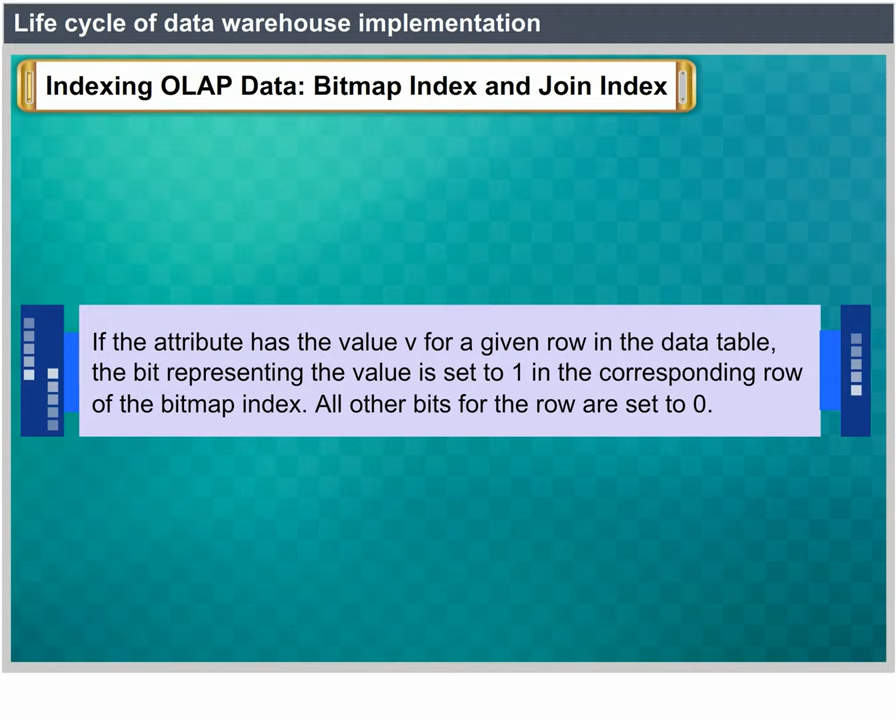 Life cycle of data warehouse implementation
Indexing OLAP Data: Bitmap Index and Join Index
If the attribute has the value v for a given row in the data table,
the bit representing the value is set to 1 in the corresponding row
of the bitmap index. All other bits for the row are set to 0.